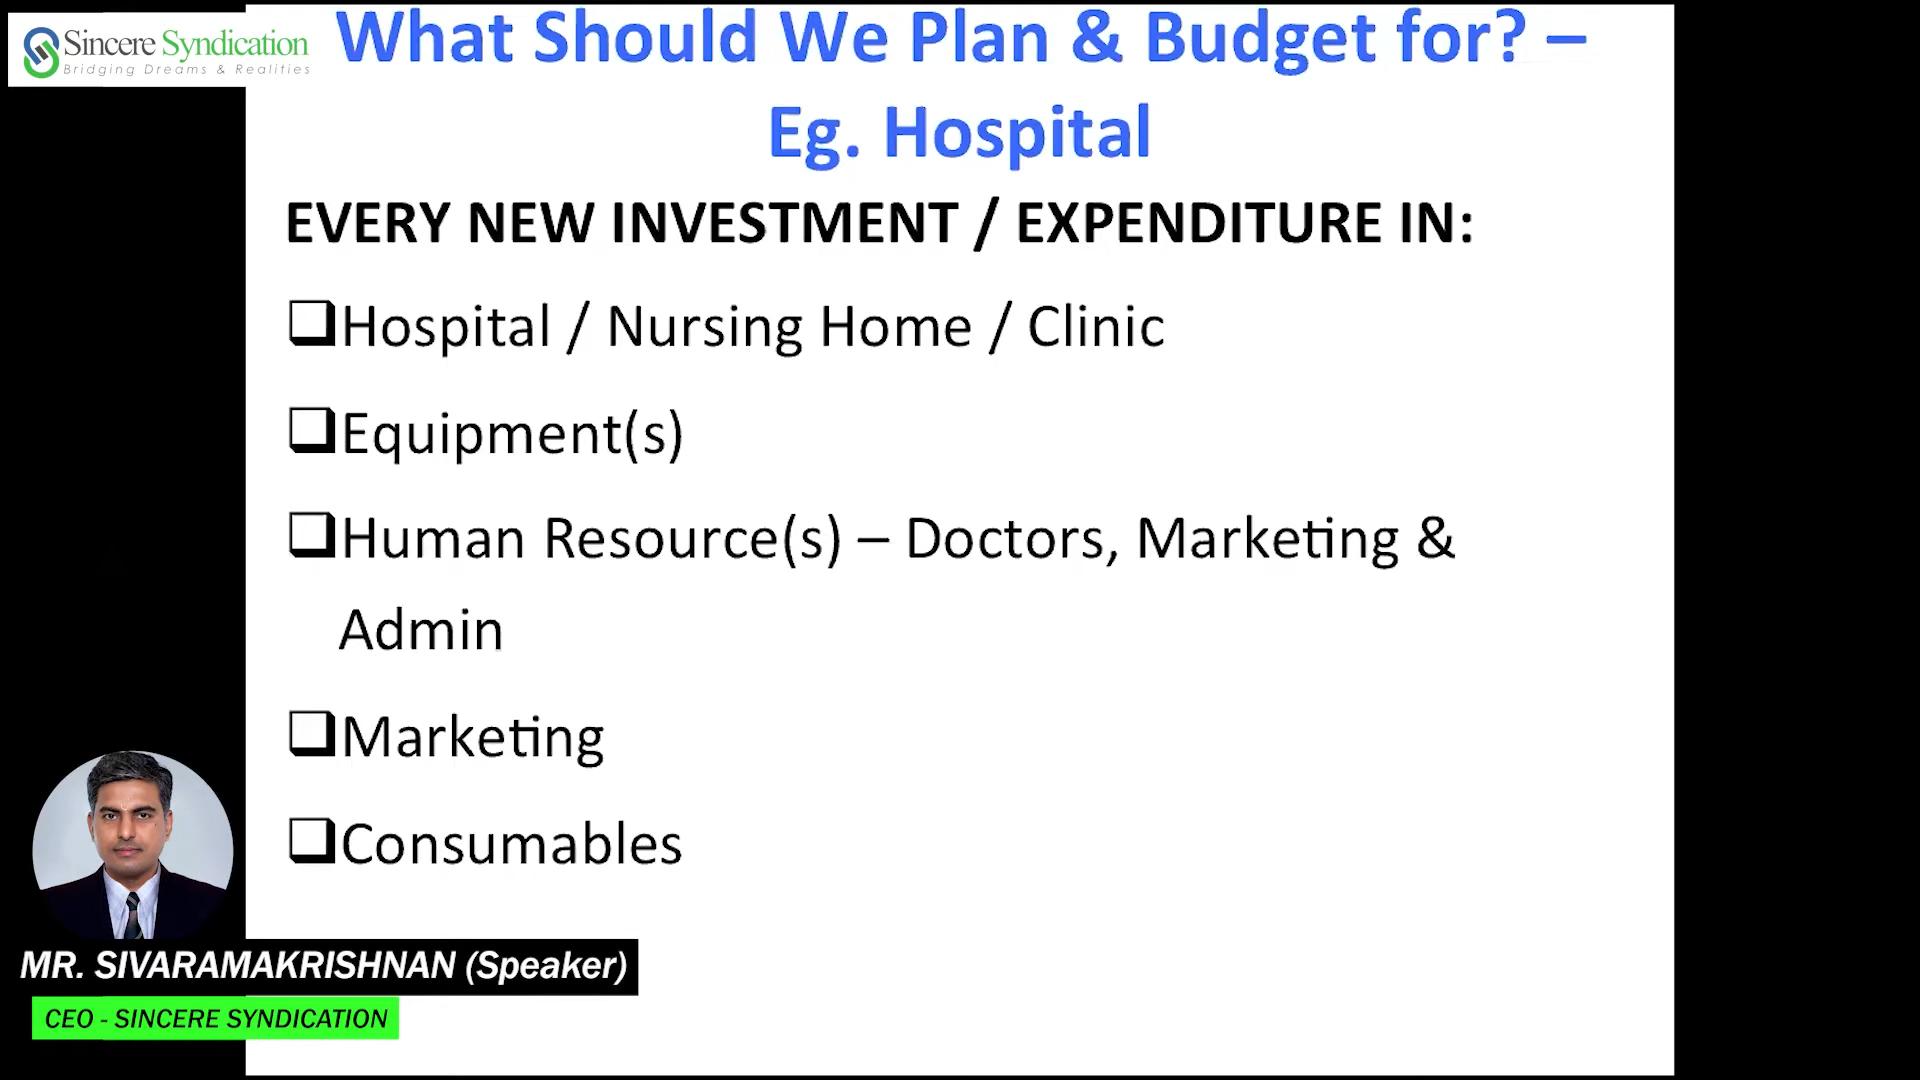 Sincere Syndication
Bridging Dreams & Realities
What Should We Plan & Budget for? –
Eg. Hospital
EVERY NEW INVESTMENT / EXPENDITURE IN:
❑Hospital / Nursing Home / Clinic
❑Equipment(s)
❑Human Resource(s) – Doctors, Marketing &
Admin
❑Marketing
❑Consumables
MR. SIVARAMAKRISHNAN (Speaker)
CEO - SINCERE SYNDICATION